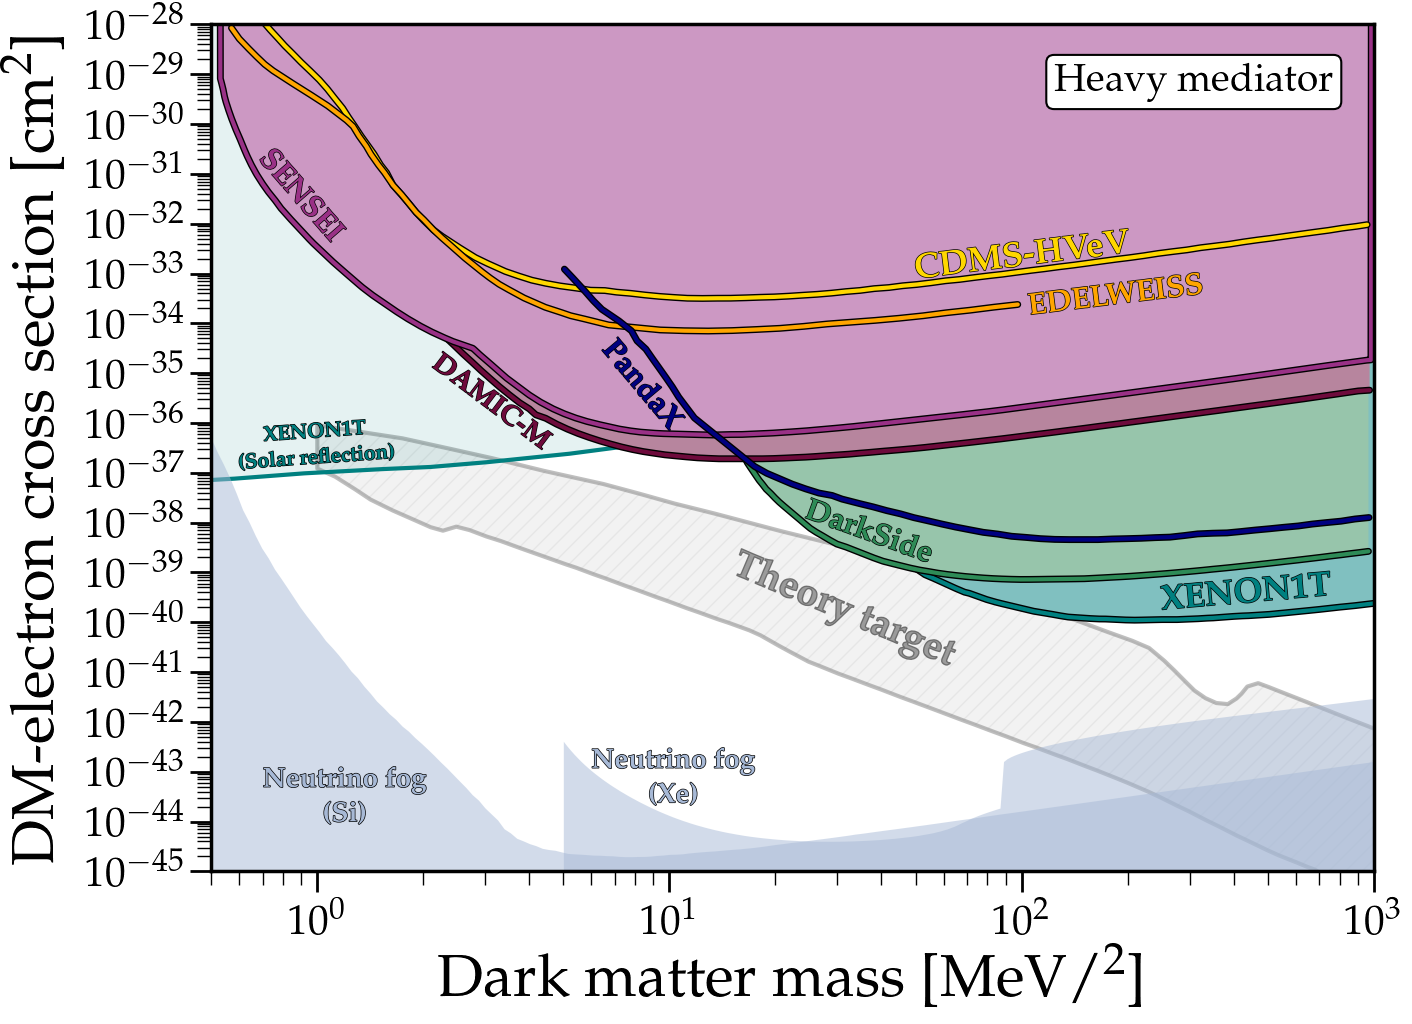 10⁻²⁸
10⁻²⁹
10⁻³⁰
10⁻³¹
10⁻³²
10⁻³³
10⁻³⁴
10⁻³⁵
10⁻³⁶
10⁻³⁷
10⁻³⁸
10⁻³⁹
10⁻⁴⁰
10⁻⁴¹
10⁻⁴²
10⁻⁴³
10⁻⁴⁴
10⁻⁴⁵
DM-electron cross section [cm²]
Heavy mediator
SENSEI
CDMS-HVeV
EDELWEISS
PandaX
DAMIC-M
XENON1T
(Solar reflection)
DarkSide
XENON1T
Theory target
Neutrino fog
(Si)
Neutrino fog
(Xe)
10⁰
10¹
10²
10³
Dark matter mass [MeV/²]